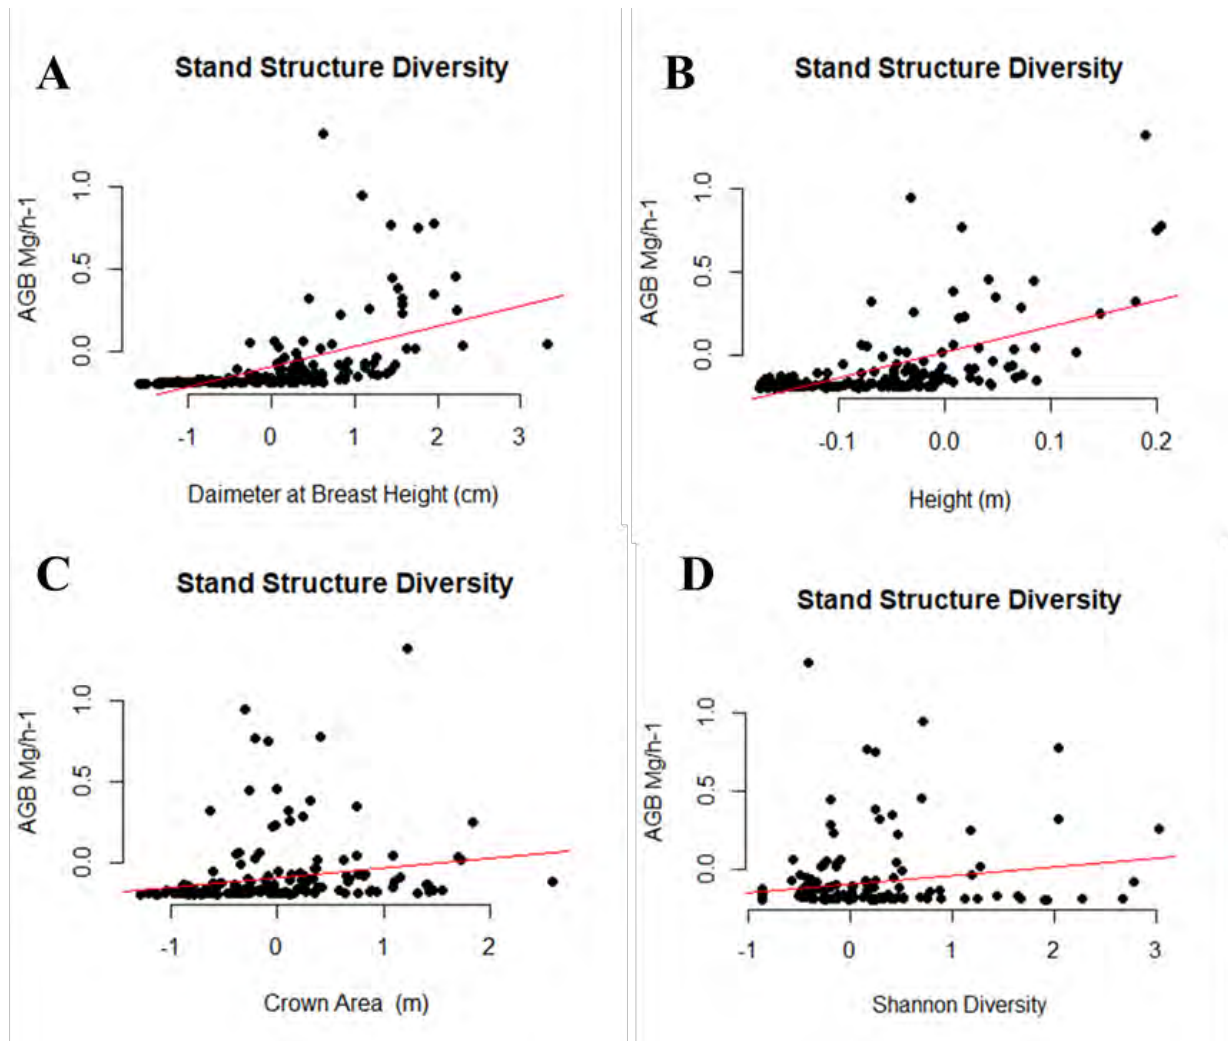 A
Stand Structure Diversity
AGB Mg/h-1
1.0
0.5
0.0
-1 0 1 2 3
Daimeter at Breast Height (cm)
B
Stand Structure Diversity
AGB Mg/h-1
1.0
0.5
0.0
-0.1 0.0 0.1 0.2
Height (m)
C
Stand Structure Diversity
AGB Mg/h-1
1.0
0.5
0.0
-1 0 1 2
Crown Area (m)
D
Stand Structure Diversity
AGB Mg/h-1
1.0
0.5
0.0
-1 0 1 2 3
Shannon Diversity